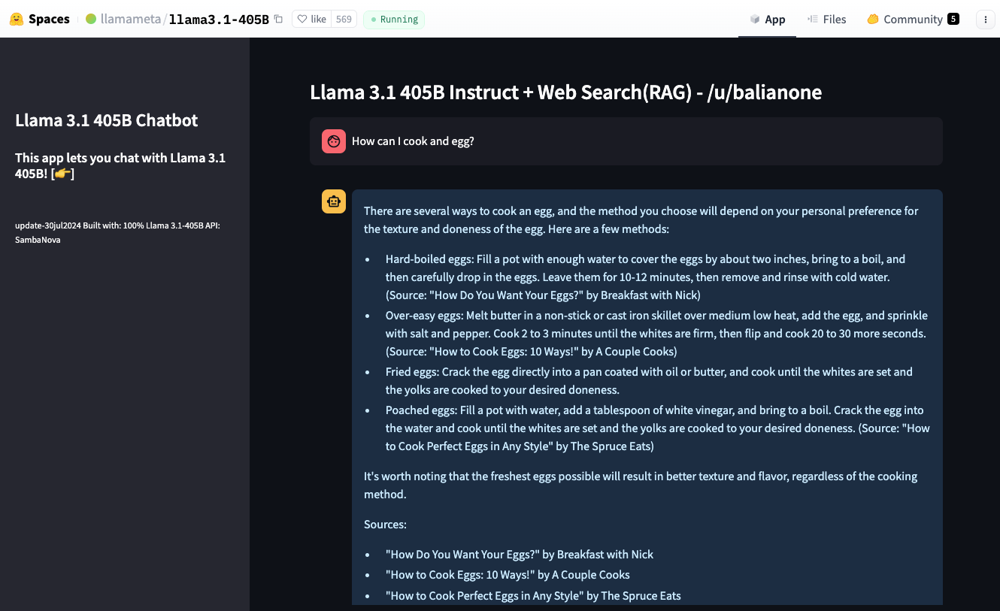 Spaces
llamameta/llama3.1-405B
like 569
Running
App
Files
Community 5
Llama 3.1 405B Chatbot
This app lets you chat with Llama 3.1
405B! [👉]
update-30jul2024 Built with: 100% Llama 3.1-405B API:
SambaNova
Llama 3.1 405B Instruct + Web Search(RAG) - /u/balianone
How can I cook and egg?
There are several ways to cook an egg, and the method you choose will depend on your personal preference for
the texture and doneness of the egg. Here are a few methods:
• Hard-boiled eggs: Fill a pot with enough water to cover the eggs by about two inches, bring to a boil, and
then carefully drop in the eggs. Leave them for 10-12 minutes, then remove and rinse with cold water.
(Source: "How Do You Want Your Eggs?" by Breakfast with Nick)
• Over-easy eggs: Melt butter in a non-stick or cast iron skillet over medium low heat, add the egg, and sprinkle
with salt and pepper. Cook 2 to 3 minutes until the whites are firm, then flip and cook 20 to 30 more seconds.
(Source: "How to Cook Eggs: 10 Ways!" by A Couple Cooks)
• Fried eggs: Crack the egg directly into a pan coated with oil or butter, and cook until the whites are set and
the yolks are cooked to your desired doneness.
• Poached eggs: Fill a pot with water, add a tablespoon of white vinegar, and bring to a boil. Crack the egg into
the water and cook until the whites are set and the yolks are cooked to your desired doneness. (Source: "How
to Cook Perfect Eggs in Any Style" by The Spruce Eats)
It's worth noting that the freshest eggs possible will result in better texture and flavor, regardless of the cooking
method.
Sources:
• "How Do You Want Your Eggs?" by Breakfast with Nick
• "How to Cook Eggs: 10 Ways!" by A Couple Cooks
• "How to Cook Perfect Eggs in Any Style" by The Spruce Eats